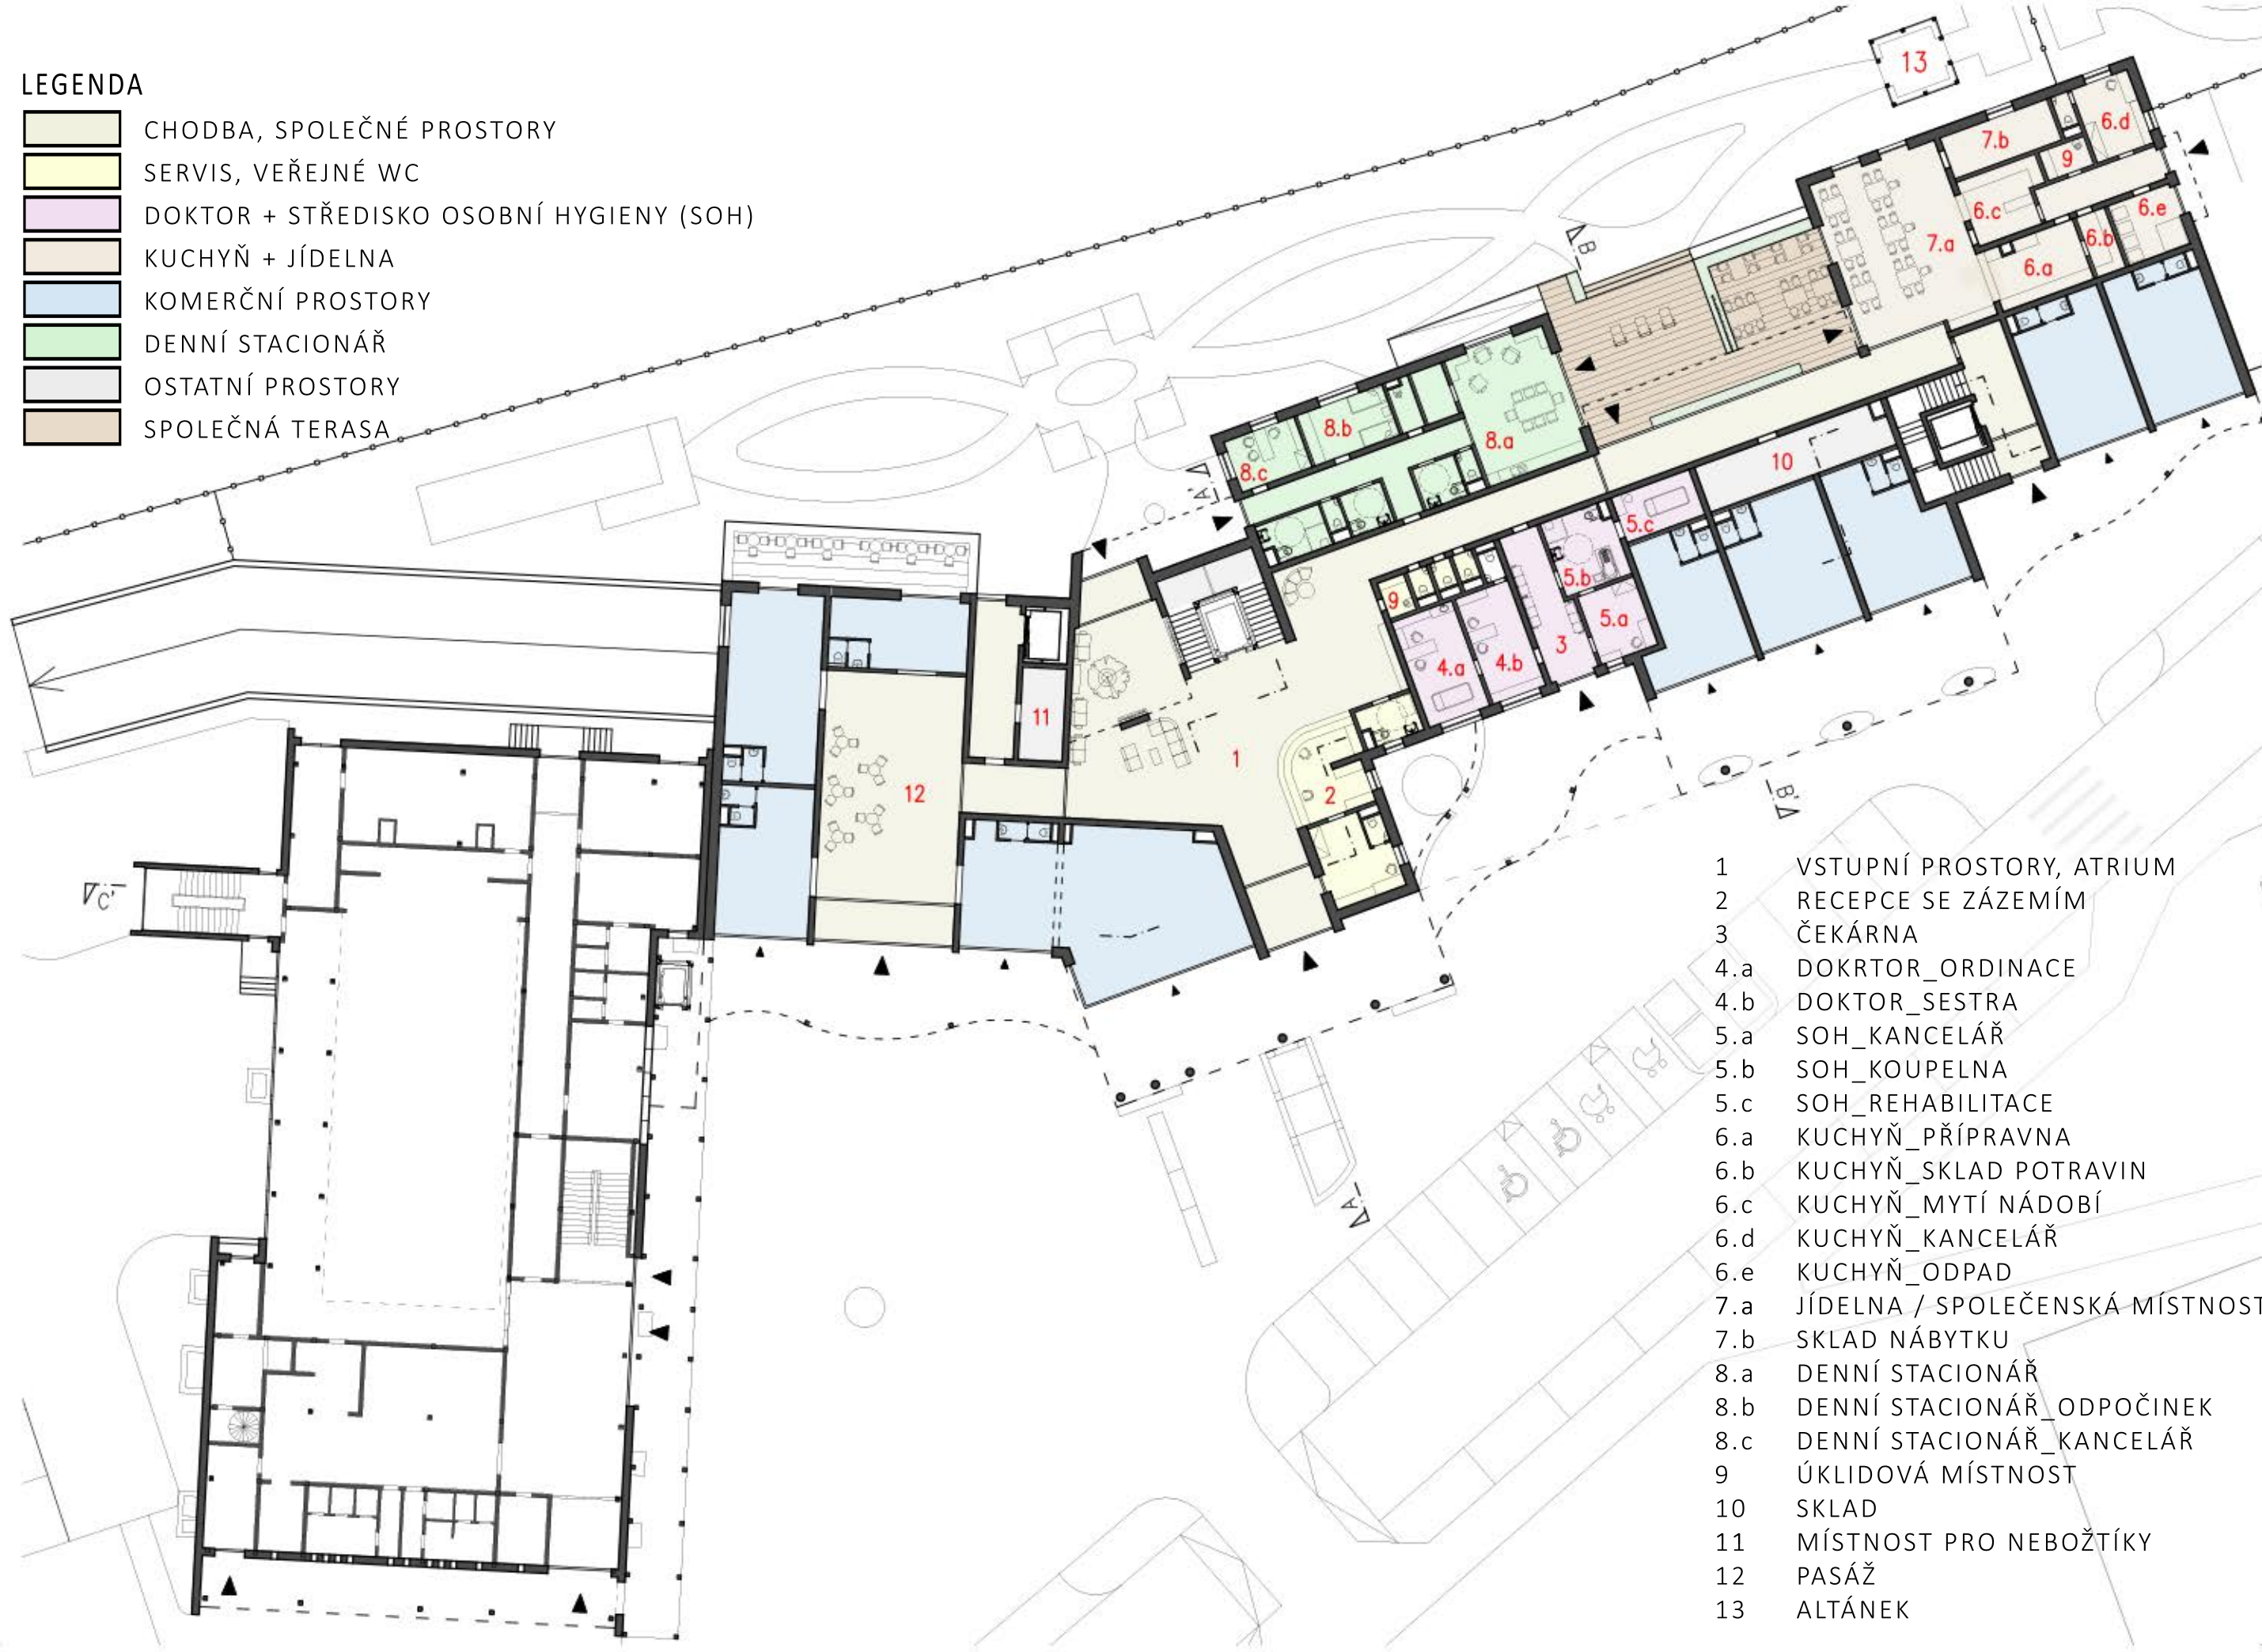 LEGENDA
CHODBA, SPOLEČNÉ PROSTORY
SERVIS, VEŘEJNÉ WC
DOKTOR + STŘEDISKO OSOBNÍ HYGIENY (SOH)
KUCHYŇ + JÍDELNA
KOMERČNÍ PROSTORY
DENNÍ STACIONÁŘ
OSTATNÍ PROSTORY
SPOLEČNÁ TERASA
13
6.d
7.b
9
6.c
6.e
6.b
7.a
6.a
B
8.b
8.a
8.c
A'
10
5.c
5.b
9
5.a
3
4.b
4.a
11
1
12
2
B'
C'
A
1 VSTUPNÍ PROSTORY, ATRIUM
2 RECEPCE SE ZÁZEMÍM
3 ČEKÁRNA
4.a DOKRTOR_ORDINACE
4.b DOKTOR_SESTRA
5.a SOH_KANCELÁŘ
5.b SOH_KOUPELNA
5.c SOH_REHABILITACE
6.a KUCHYŇ_PŘÍPRAVNA
6.b KUCHYŇ_SKLAD POTRAVIN
6.c KUCHYŇ_MYTÍ NÁDOBÍ
6.d KUCHYŇ_KANCELÁŘ
6.e KUCHYŇ_ODPAD
7.a JÍDELNA / SPOLEČENSKÁ MÍSTNOST
7.b SKLAD NÁBYTKU
8.a DENNÍ STACIONÁŘ
8.b DENNÍ STACIONÁŘ_ODPOČINEK
8.c DENNÍ STACIONÁŘ_KANCELÁŘ
9 ÚKLIDOVÁ MÍSTNOST
10 SKLAD
11 MÍSTNOST PRO NEBOŽTÍKY
12 PASÁŽ
13 ALTÁNEK